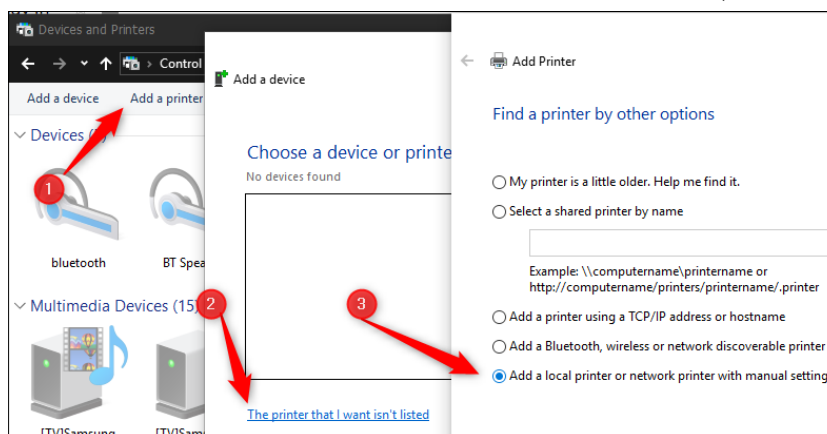 Devices and Printers
Control
Add a device Add a printer
Devices
bluetooth
BT Spea
Multimedia Devices (15)
[TV]Samsung
[TV]Sam
1
Add a device
Choose a device or printe
No devices found
2
3
The printer that I want isn't listed
Add Printer
Find a printer by other options
My printer is a little older. Help me find it.
Select a shared printer by name
Example: \\computername\printername or
http://computername/printers/printername/.printer
Add a printer using a TCP/IP address or hostname
Add a Bluetooth, wireless or network discoverable printer
Add a local printer or network printer with manual setting